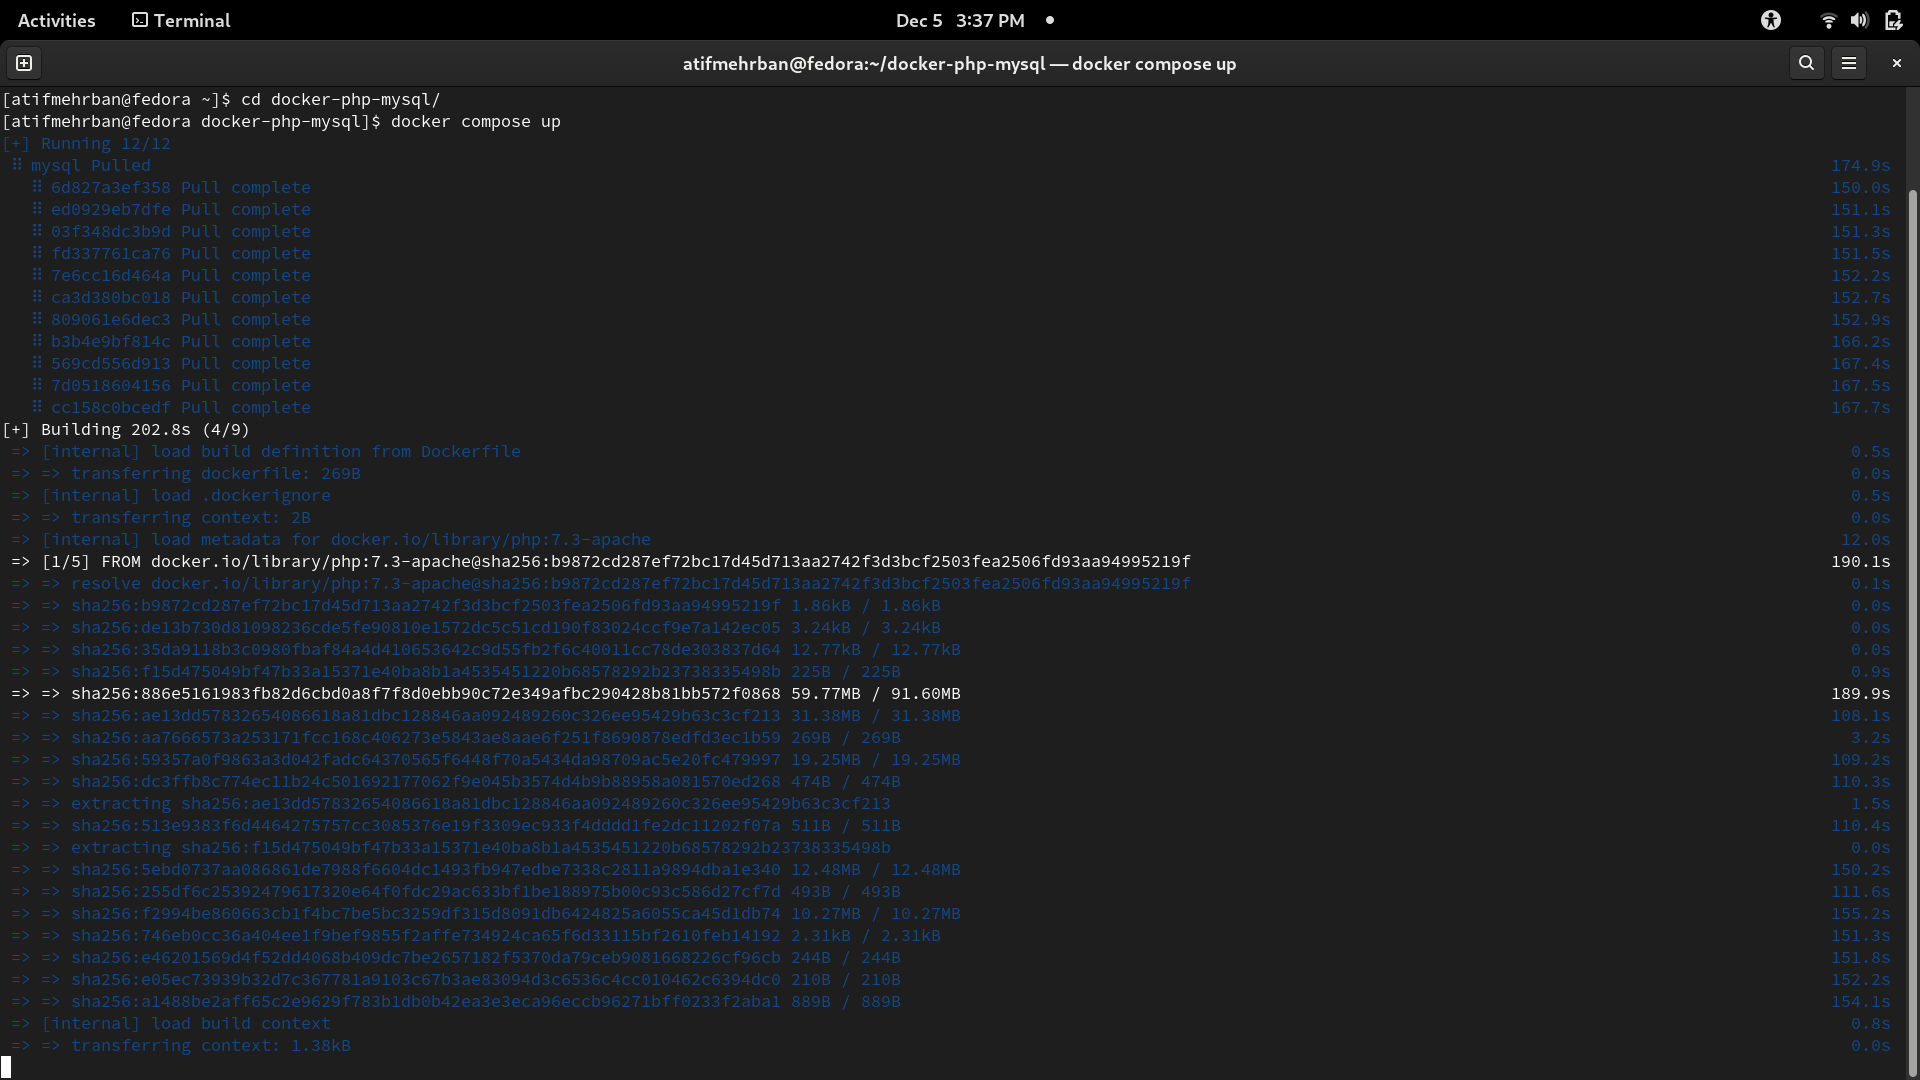 Activities Terminal Dec 5 3:37 PM
atifmehrban@fedora:~/docker-php-mysql — docker compose up
[atifmehrban@fedora ~]$ cd docker-php-mysql/
[atifmehrban@fedora docker-php-mysql]$ docker compose up
[+] Running 12/12
⠿ mysql Pulled 174.9s
⠿ 6d827a3ef358 Pull complete 150.0s
⠿ ed0929eb7dfe Pull complete 151.1s
⠿ 03f348dc3b9d Pull complete 151.3s
⠿ fd337761ca76 Pull complete 151.5s
⠿ 7e6cc16d464a Pull complete 152.2s
⠿ ca3d380bc018 Pull complete 152.7s
⠿ 809061e6dec3 Pull complete 152.9s
⠿ b3b4e9bf814c Pull complete 166.2s
⠿ 569cd556d913 Pull complete 167.4s
⠿ 7d0518604156 Pull complete 167.5s
⠿ cc158c0bcedf Pull complete 167.7s
[+] Building 202.8s (4/9)
=> [internal] load build definition from Dockerfile 0.5s
=> => transferring dockerfile: 269B 0.0s
=> [internal] load .dockerignore 0.5s
=> => transferring context: 2B 0.0s
=> [internal] load metadata for docker.io/library/php:7.3-apache 12.0s
=> [1/5] FROM docker.io/library/php:7.3-apache@sha256:b9872cd287ef72bc17d45d713aa2742f3d3bcf2503fea2506fd93aa94995219f 190.1s
=> => resolve docker.io/library/php:7.3-apache@sha256:b9872cd287ef72bc17d45d713aa2742f3d3bcf2503fea2506fd93aa94995219f 0.1s
=> => sha256:b9872cd287ef72bc17d45d713aa2742f3d3bcf2503fea2506fd93aa94995219f 1.86kB / 1.86kB 0.0s
=> => sha256:de13b730d81098236cde5fe90810e1572dc5c51cd190f83024ccf9e7a142ec05 3.24kB / 3.24kB 0.0s
=> => sha256:35da9118b3c0980fbaf84a4d410653642c9d55fb2f6c40011cc78de303837d64 12.77kB / 12.77kB 0.0s
=> => sha256:f15d475049bf47b33a15371e40ba8b1a4535451220b68578292b23738335498b 225B / 225B 0.9s
=> => sha256:886e5161983fb82d6cbd0a8f7f8d0ebb90c72e349afbc290428b81bb572f0868 59.77MB / 91.60MB 189.9s
=> => sha256:ae13dd57832654086618a81dbc128846aa092489260c326ee95429b63c3cf213 31.38MB / 31.38MB 108.1s
=> => sha256:aa7666573a253171fcc168c406273e5843ae8aae6f251f8690878edfd3ec1b59 269B / 269B 3.2s
=> => sha256:59357a0f9863a3d042fadc64370565f6448f70a5434da98709ac5e20fc479997 19.25MB / 19.25MB 109.2s
=> => sha256:dc3ffb8c774ec11b24c501692177062f9e045b3574d4b9b88958a081570ed268 474B / 474B 110.3s
=> => extracting sha256:ae13dd57832654086618a81dbc128846aa092489260c326ee95429b63c3cf213 1.5s
=> => sha256:513e9383f6d4464275757cc3085376e19f3309ec933f4dddd1fe2dc11202f07a 511B / 511B 110.4s
=> => extracting sha256:f15d475049bf47b33a15371e40ba8b1a4535451220b68578292b23738335498b 0.0s
=> => sha256:5ebd0737aa086861de7988f6604dc1493fb947edbe7338c2811a9894dba1e340 12.48MB / 12.48MB 150.2s
=> => sha256:255df6c25392479617320e64f0fdc29ac633bf1be188975b00c93c586d27cf7d 493B / 493B 111.6s
=> => sha256:f2994be860663cb1f4bc7be5bc3259df315d8091db6424825a6055ca45d1db74 10.27MB / 10.27MB 155.2s
=> => sha256:746eb0cc36a404ee1f9bef9855f2affe734924ca65f6d33115bf2610feb14192 2.31kB / 2.31kB 151.3s
=> => sha256:e46201569d4f52dd4068b409dc7be2657182f5370da79ceb9081668226cf96cb 244B / 244B 151.8s
=> => sha256:e05ec73939b32d7c367781a9103c67b3ae83094d3c6536c4cc010462c6394dc0 210B / 210B 152.2s
=> => sha256:a1488be2aff65c2e9629f783b1db0b42ea3e3eca96eccb96271bff0233f2aba1 889B / 889B 154.1s
=> [internal] load build context 0.8s
=> => transferring context: 1.38kB 0.0s